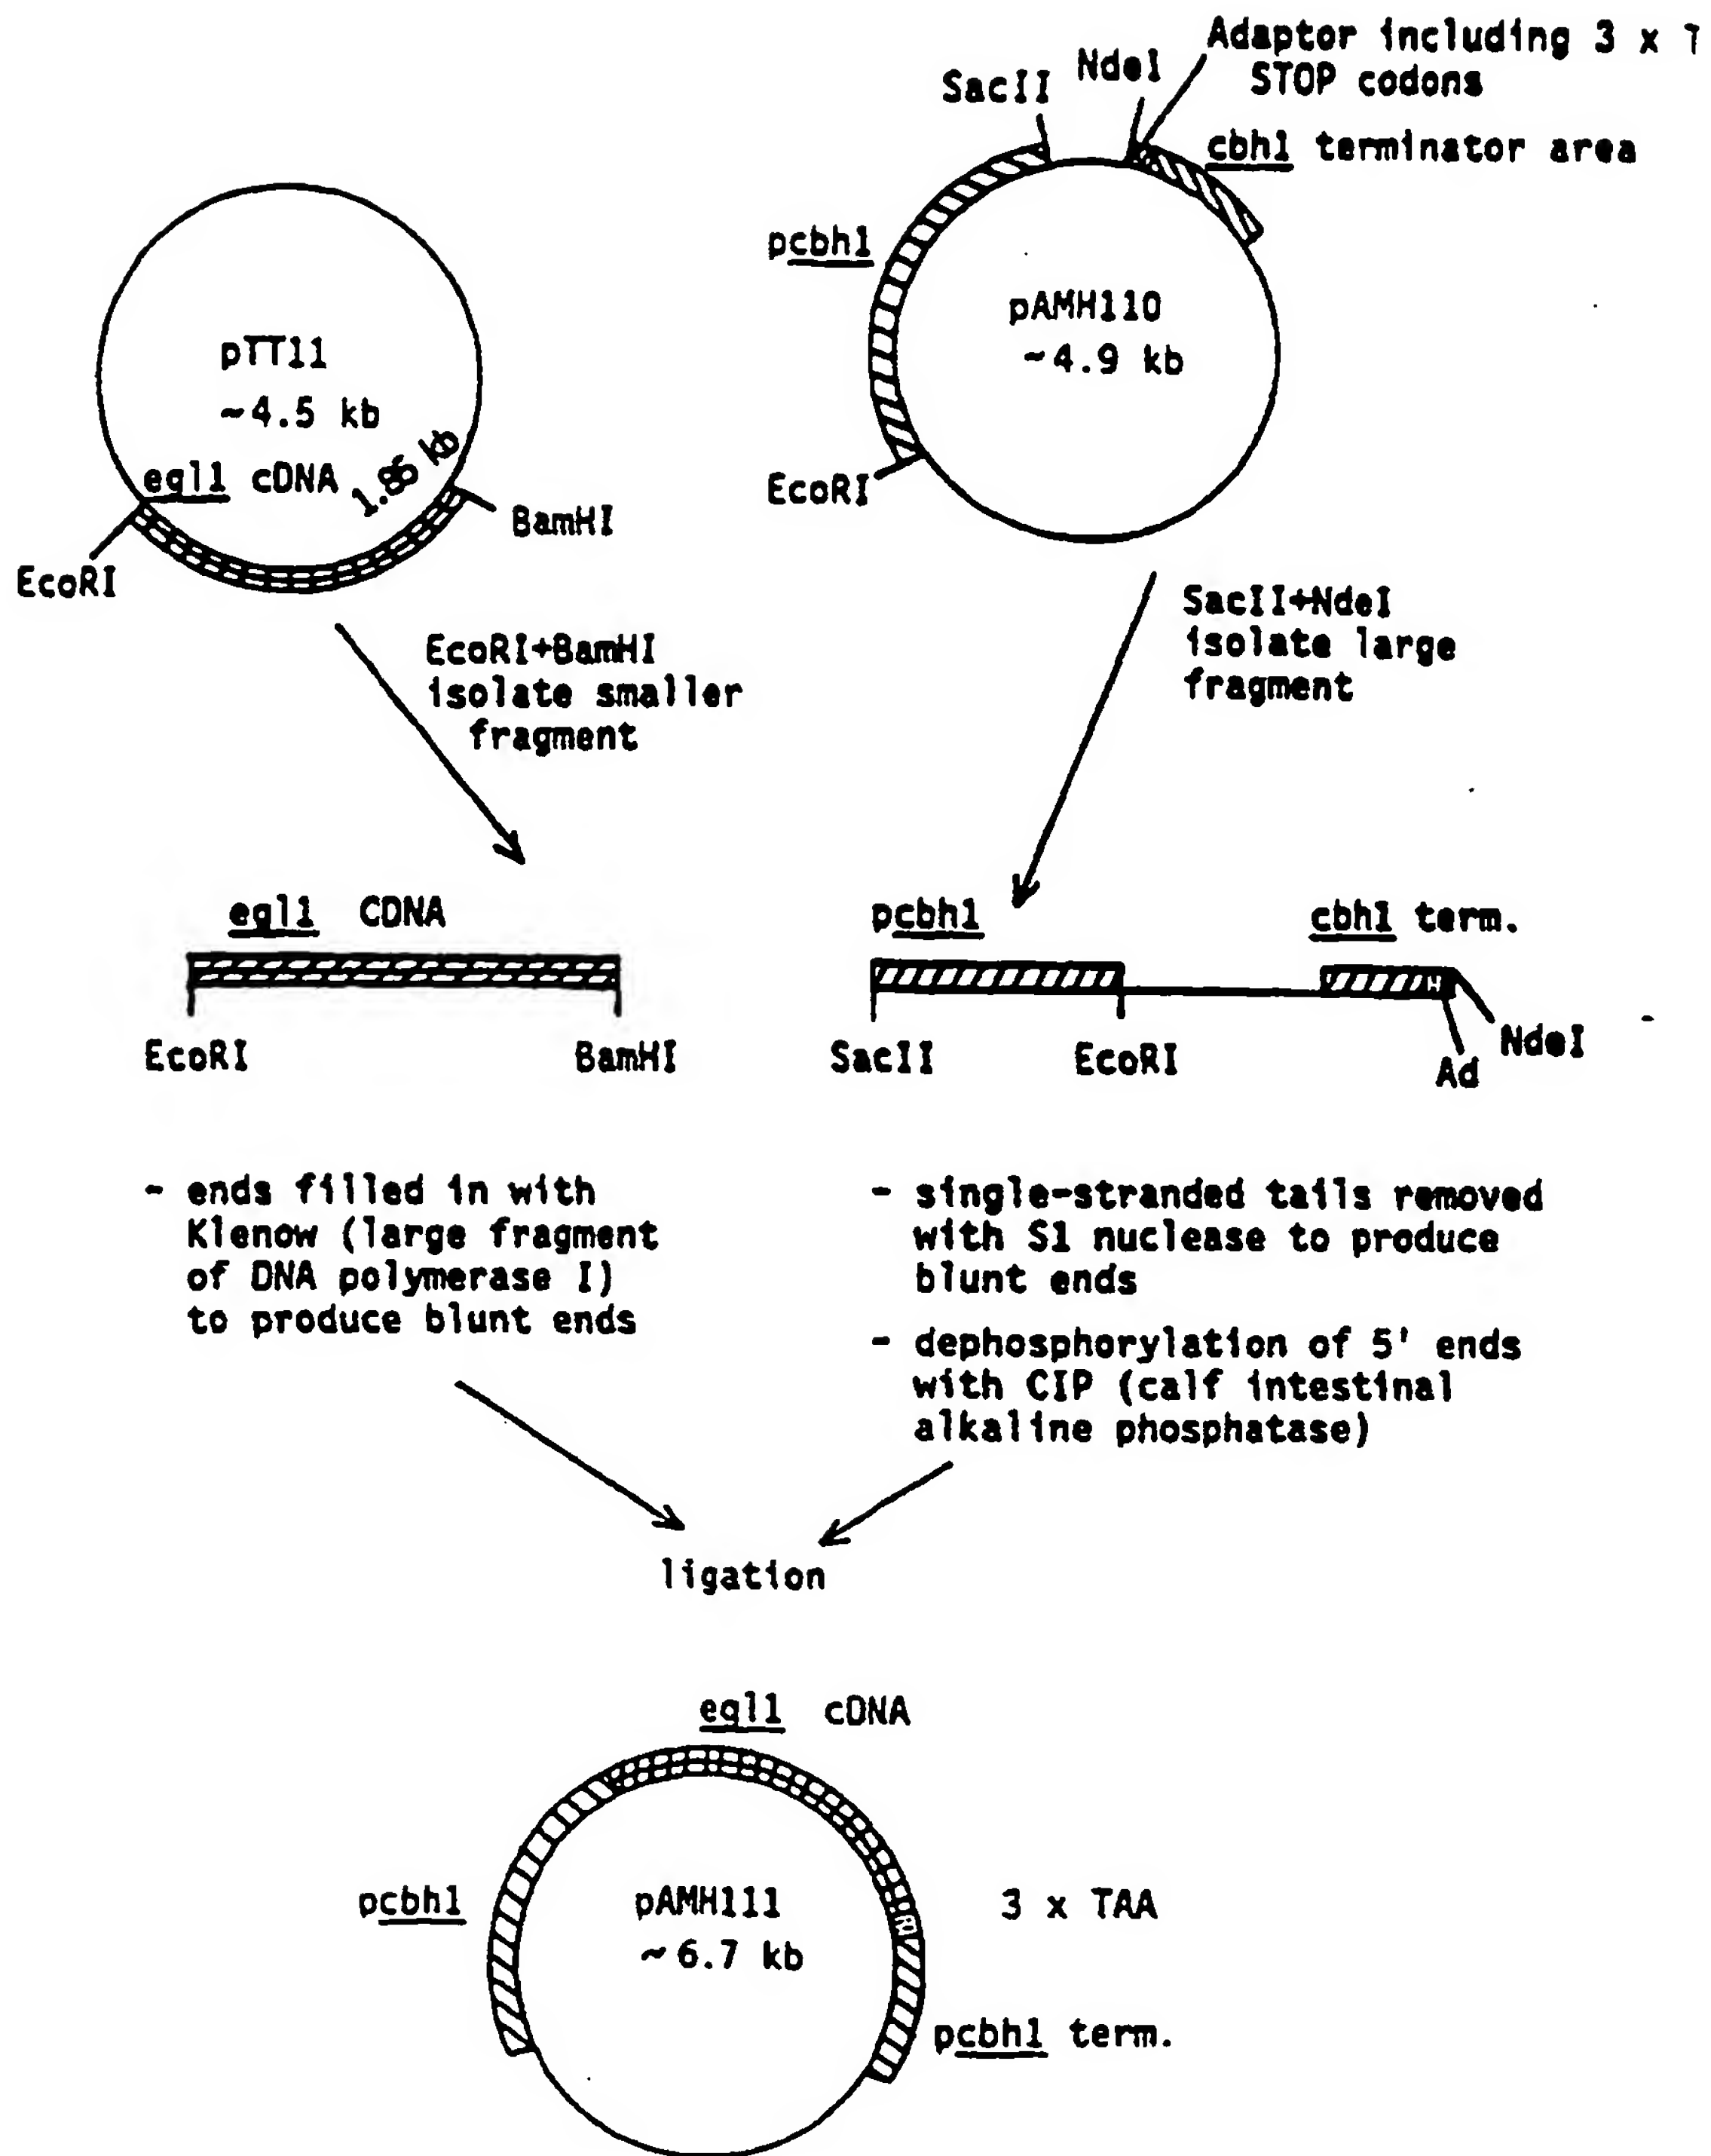 Adaptor including 3 x
STOP codons
SacII
NdeI
cbh1 terminator area
pcbh1
pTT11
~4.5 kb
egl1 cDNA
1.86 kb
BamHI
EcoRI
pAMH110
~4.9 kb
EcoRI
EcoRI+BamHI
isolate smaller
fragment
SacII+NdeI
isolate large
fragment
egl1 CDNA
EcoRI
BamHI
pcbh1
cbh1 term.
SacII
EcoRI
Ad
NdeI
- ends filled in with
Klenow (large fragment
of DNA polymerase I)
to produce blunt ends
- single-stranded tails removed
with S1 nuclease to produce
blunt ends
- dephosphorylation of 5' ends
with CIP (calf intestinal
alkaline phosphatase)
ligation
egl1 cDNA
pcbh1
pAMH111
~6.7 kb
3 x TAA
pcbh1 term.